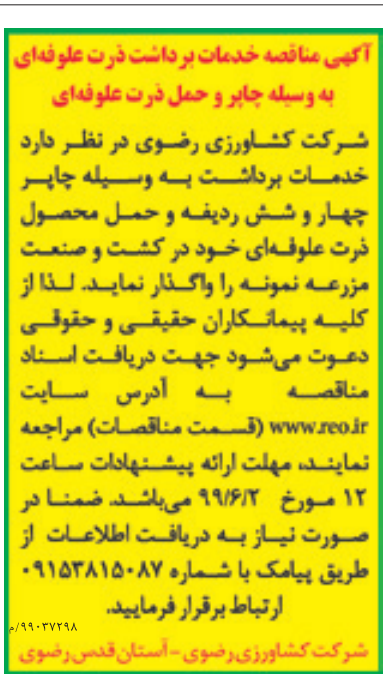 آگهی مناقصه خدمات برداشت ذرت علوفه‌ای
به وسیله چاپر و حمل ذرت علوفه‌ای
شرکت کشاورزی رضوی در نظر دارد
خدمات برداشت به وسیله چاپر
چهار و شش ردیفه و حمل محصول
ذرت علوفه‌ای خود در کشت و صنعت
مزرعه نمونه را واگذار نماید. لذا از
کلیه پیمانکاران حقیقی و حقوقی
دعوت می‌شود جهت دریافت اسناد
مناقصه به آدرس سایت
www.reo.ir (قسمت مناقصات) مراجعه
نمایند، مهلت ارائه پیشنهادات ساعت
۱۲ مورخ ۹۹/۶/۲ می‌باشد. ضمنا در
صورت نیاز به دریافت اطلاعات از
طریق پیامک با شماره ۰۹۱۵۳۸۱۵۰۸۷
ارتباط برقرار فرمایید.
۹۹۰۳۷۲۹۸/م
شرکت کشاورزی رضوی - آستان قدس رضوی